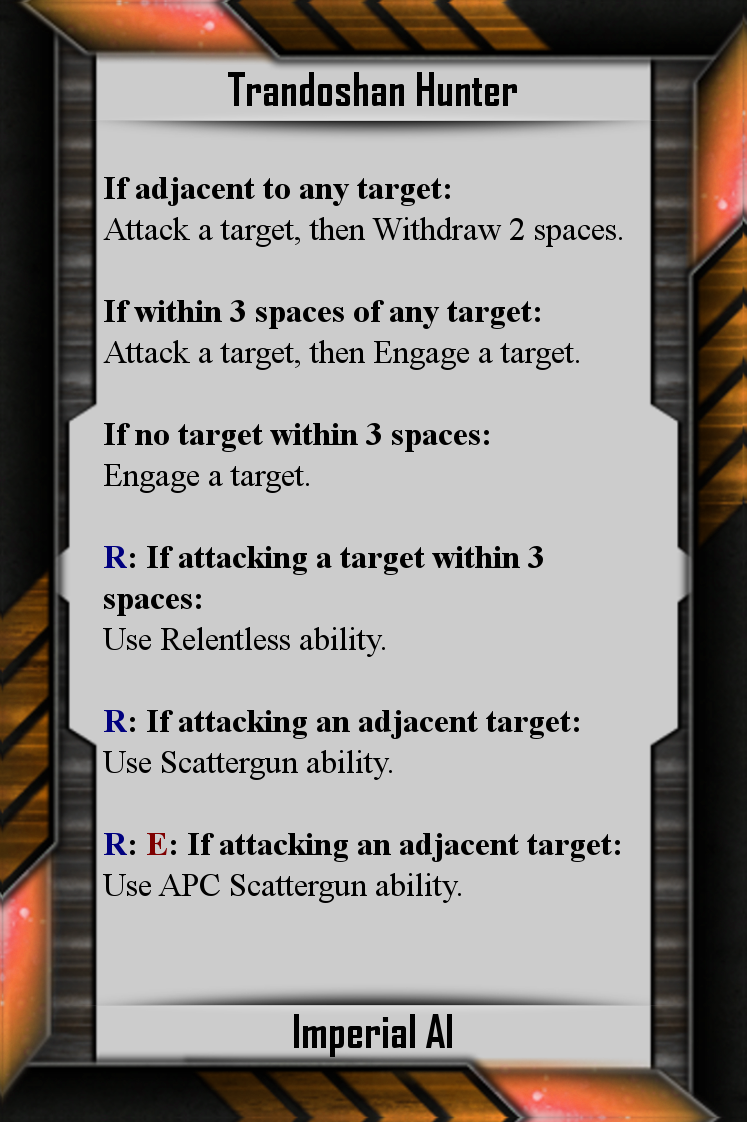 Trandoshan Hunter
If adjacent to any target:
Attack a target, then Withdraw 2 spaces.
If within 3 spaces of any target:
Attack a target, then Engage a target.
If no target within 3 spaces:
Engage a target.
R: If attacking a target within 3
spaces:
Use Relentless ability.
R: If attacking an adjacent target:
Use Scattergun ability.
R: E: If attacking an adjacent target:
Use APC Scattergun ability.
Imperial AI